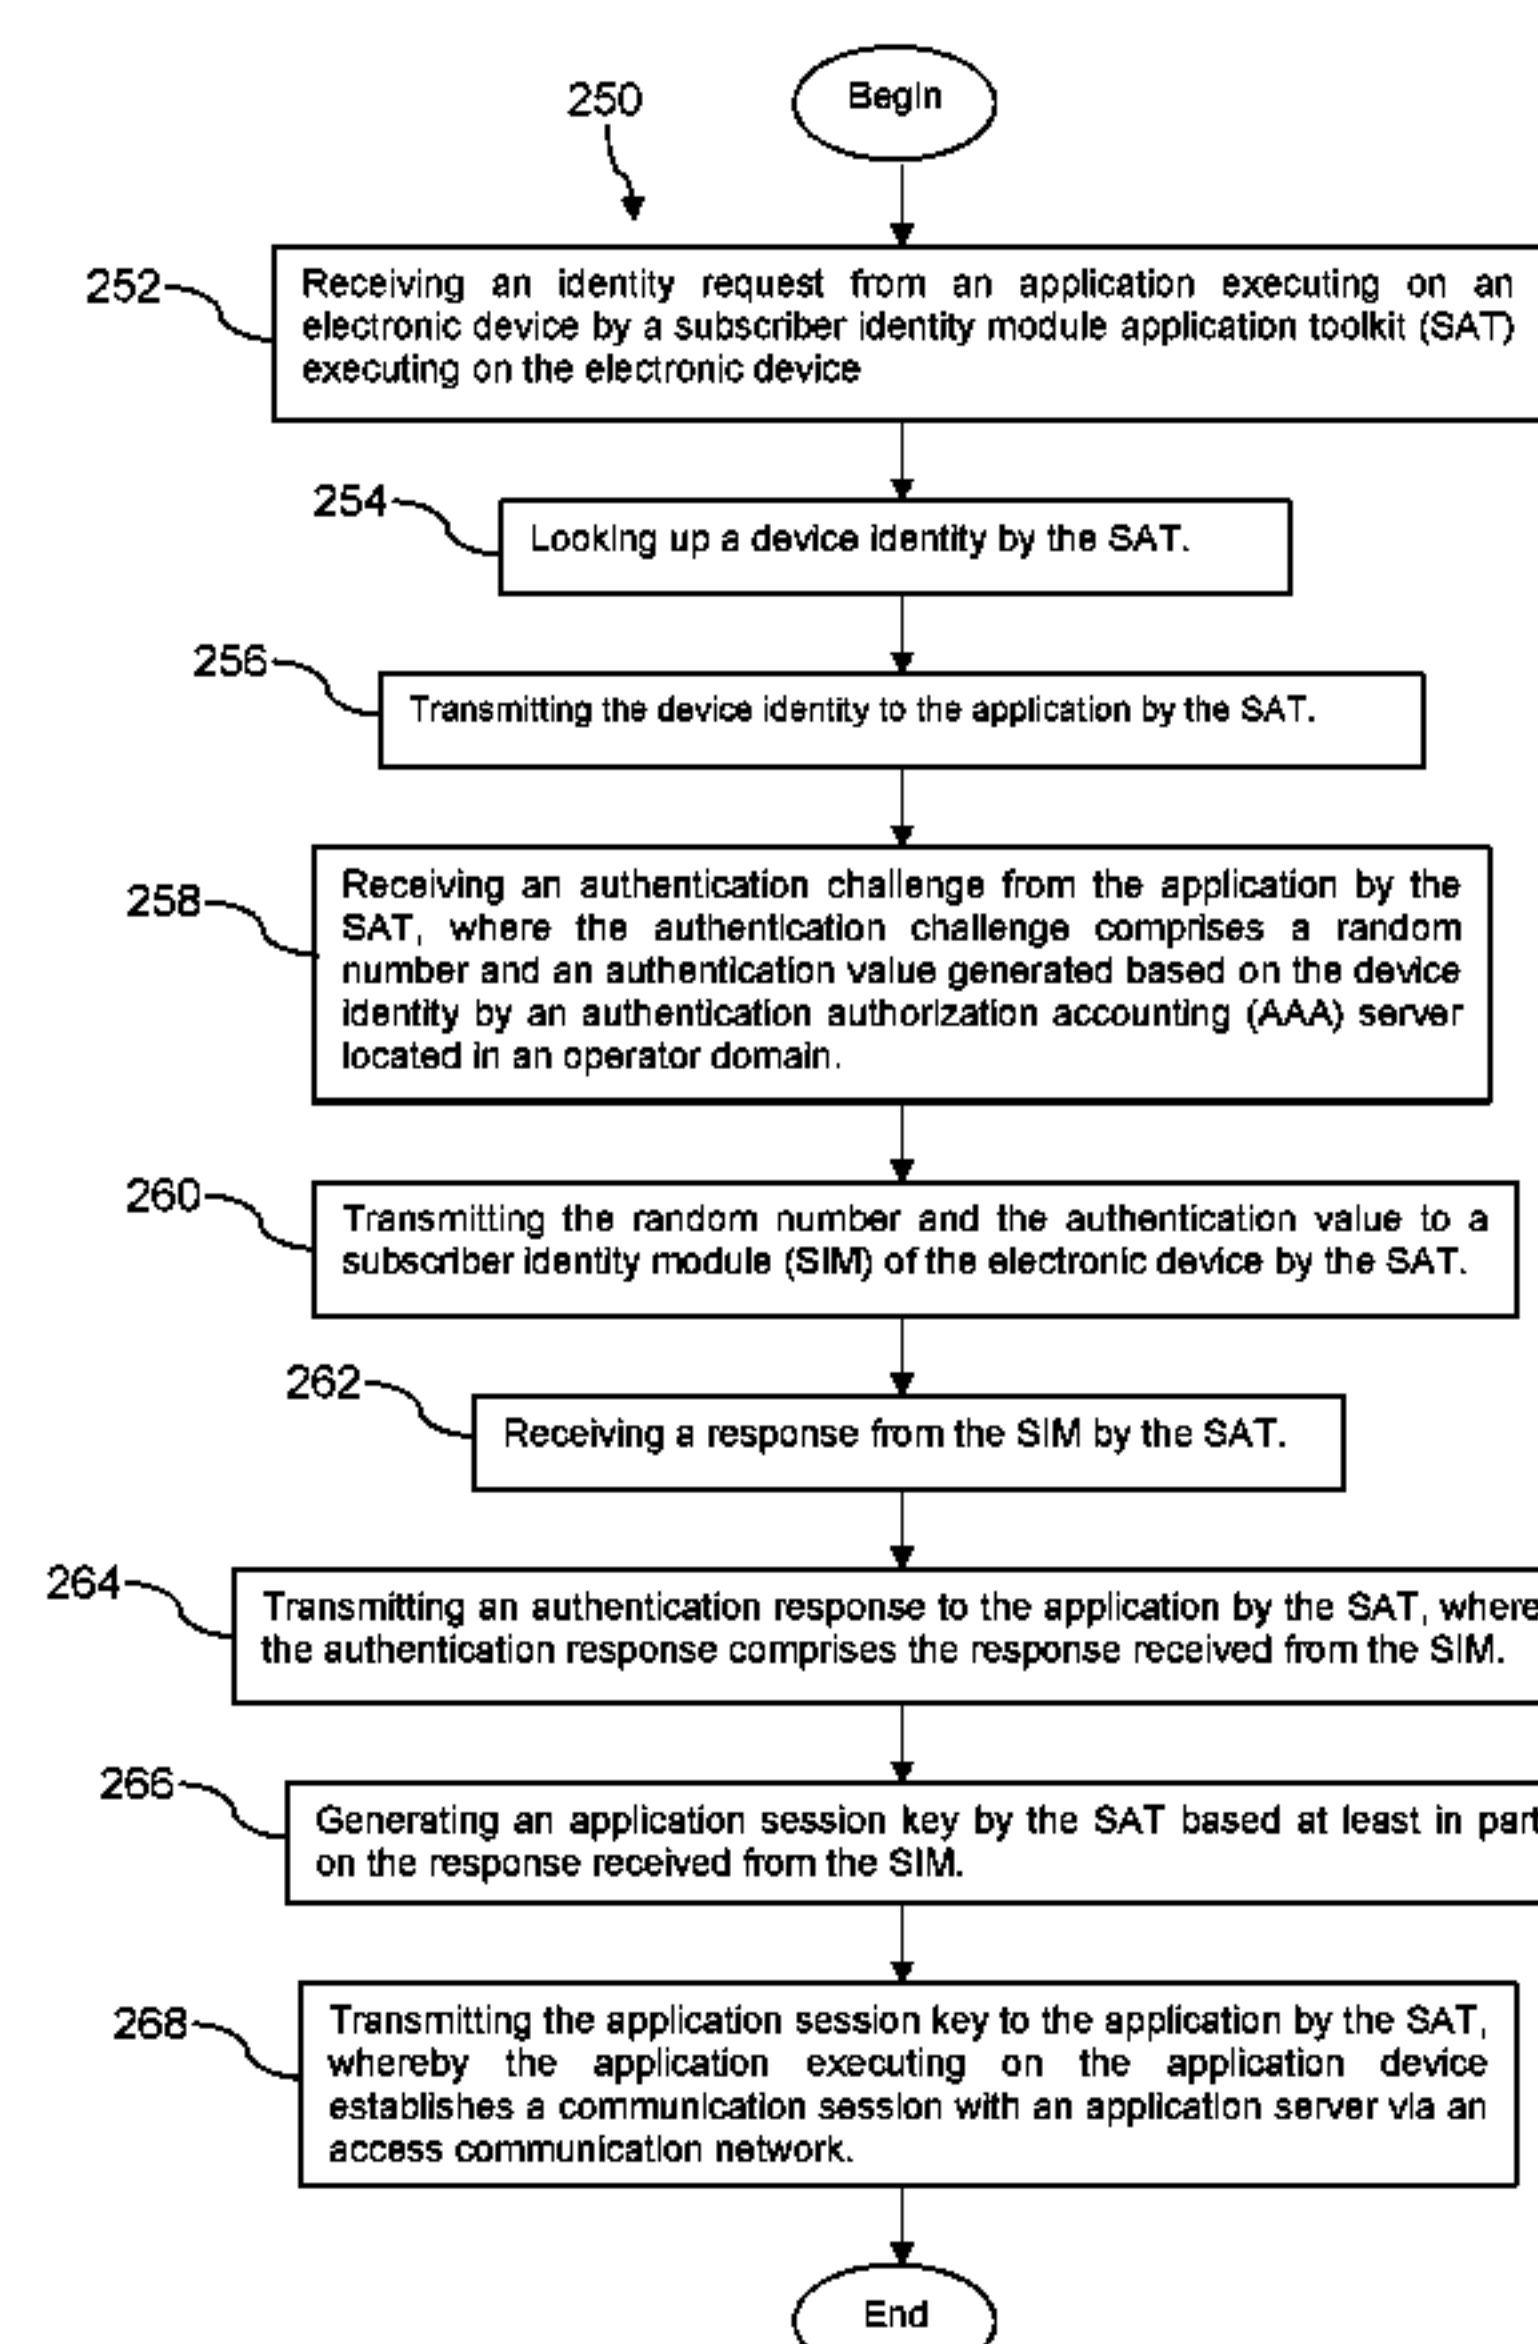 Begin
250
252
Receiving an identity request from an application executing on an
electronic device by a subscriber identity module application toolkit (SAT)
executing on the electronic device
254
Looking up a device identity by the SAT.
256
Transmitting the device identity to the application by the SAT.
258
Receiving an authentication challenge from the application by the
SAT, where the authentication challenge comprises a random
number and an authentication value generated based on the device
identity by an authentication authorization accounting (AAA) server
located in an operator domain.
260
Transmitting the random number and the authentication value to a
subscriber identity module (SIM) of the electronic device by the SAT.
262
Receiving a response from the SIM by the SAT.
264
Transmitting an authentication response to the application by the SAT, where
the authentication response comprises the response received from the SIM.
266
Generating an application session key by the SAT based at least in part
on the response received from the SIM.
268
Transmitting the application session key to the application by the SAT,
whereby the application executing on the application device
establishes a communication session with an application server via an
access communication network.
End